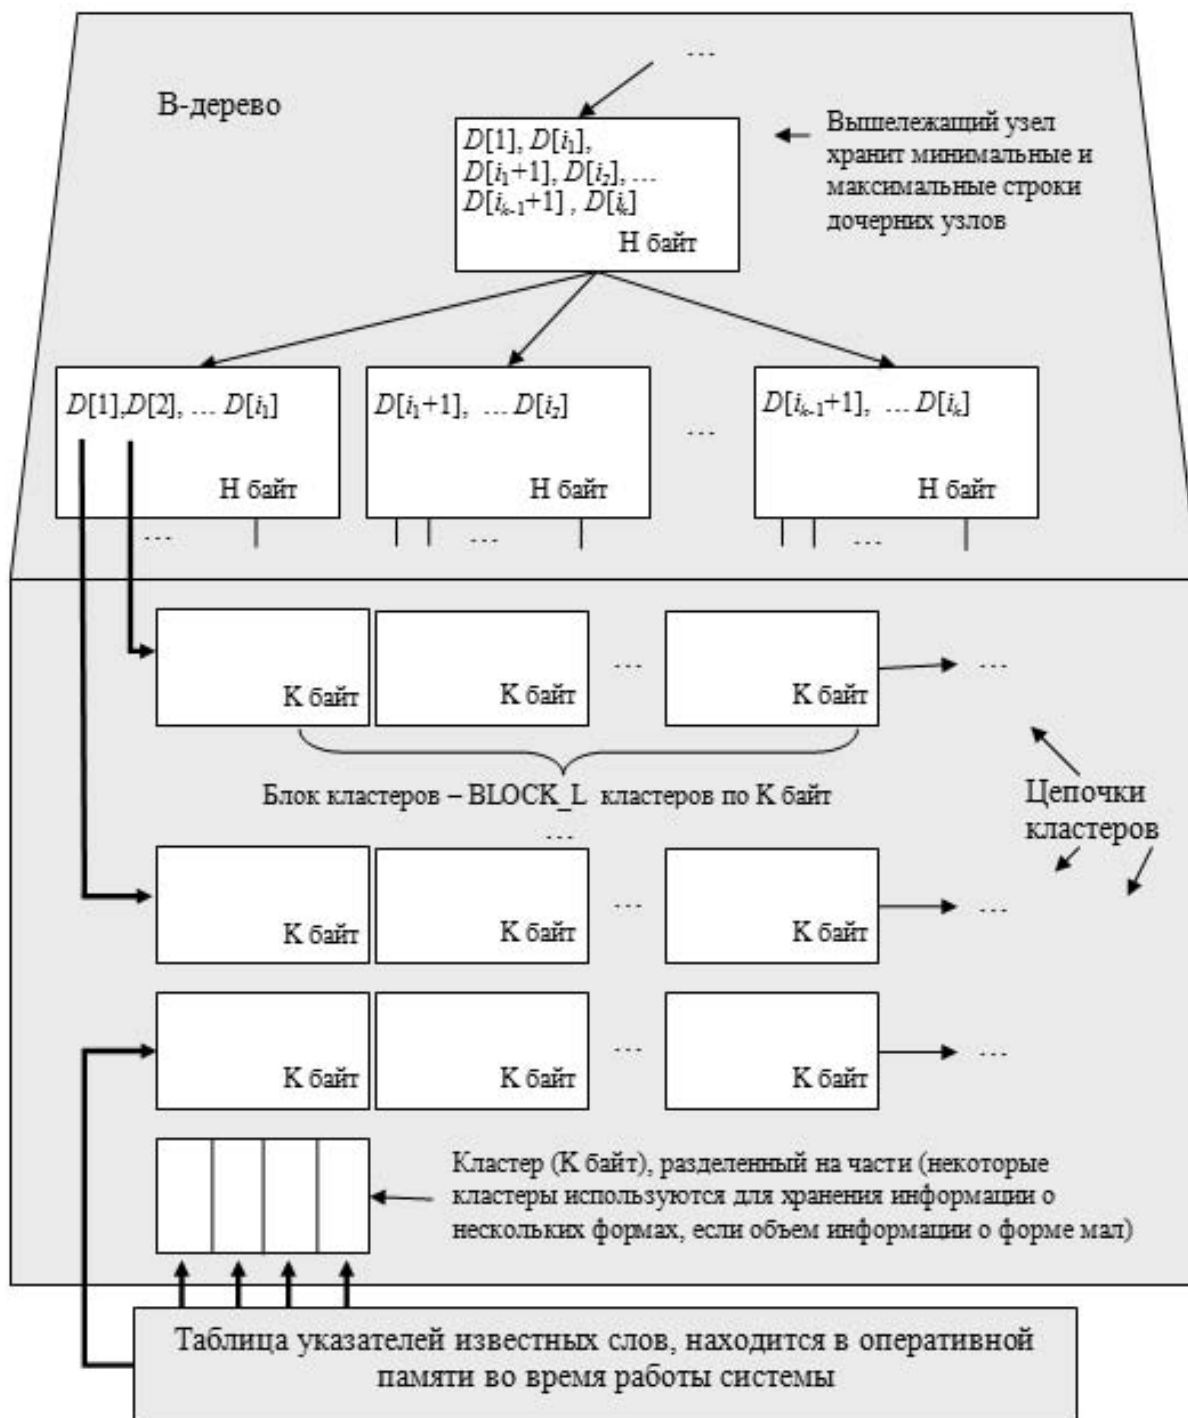 ...
В-дерево
D[1], D[i₁],
D[i₁+1], D[i₂], ...
D[iₖ₋₁+1] , D[iₖ]
Н байт
Вышележащий узел
хранит минимальные и
максимальные строки
дочерних узлов
D[1],D[2], ... D[i₁]
Н байт
...
D[i₁+1], ... D[i₂]
Н байт
...
...
D[iₖ₋₁+1], ... D[iₖ]
Н байт
...
К байт
К байт
...
К байт
...
Блок кластеров – BLOCK_L кластеров по К байт
...
Цепочки
кластеров
К байт
К байт
...
К байт
...
К байт
К байт
...
К байт
...
Кластер (К байт), разделенный на части (некоторые
кластеры используются для хранения информации о
нескольких формах, если объем информации о форме мал)
Таблица указателей известных слов, находится в оперативной
памяти во время работы системы